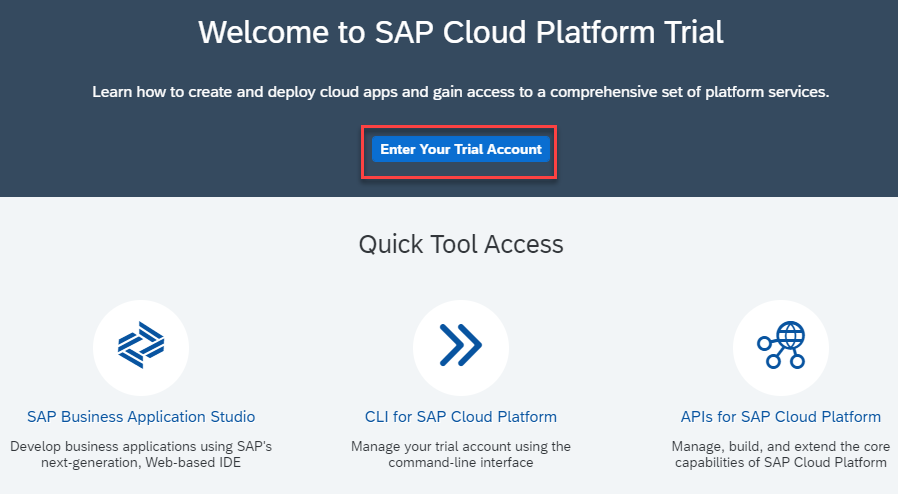 Welcome to SAP Cloud Platform Trial
Learn how to create and deploy cloud apps and gain access to a comprehensive set of platform services.
Enter Your Trial Account
Quick Tool Access
SAP Business Application Studio
Develop business applications using SAP's
next-generation, Web-based IDE
CLI for SAP Cloud Platform
Manage your trial account using the
command-line interface
APIs for SAP Cloud Platform
Manage, build, and extend the core
capabilities of SAP Cloud Platform